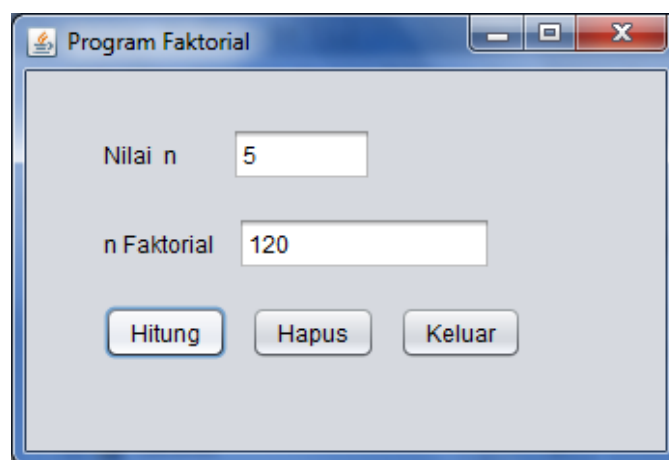 Program Faktorial
Nilai n 5
n Faktorial 120
Hitung Hapus Keluar